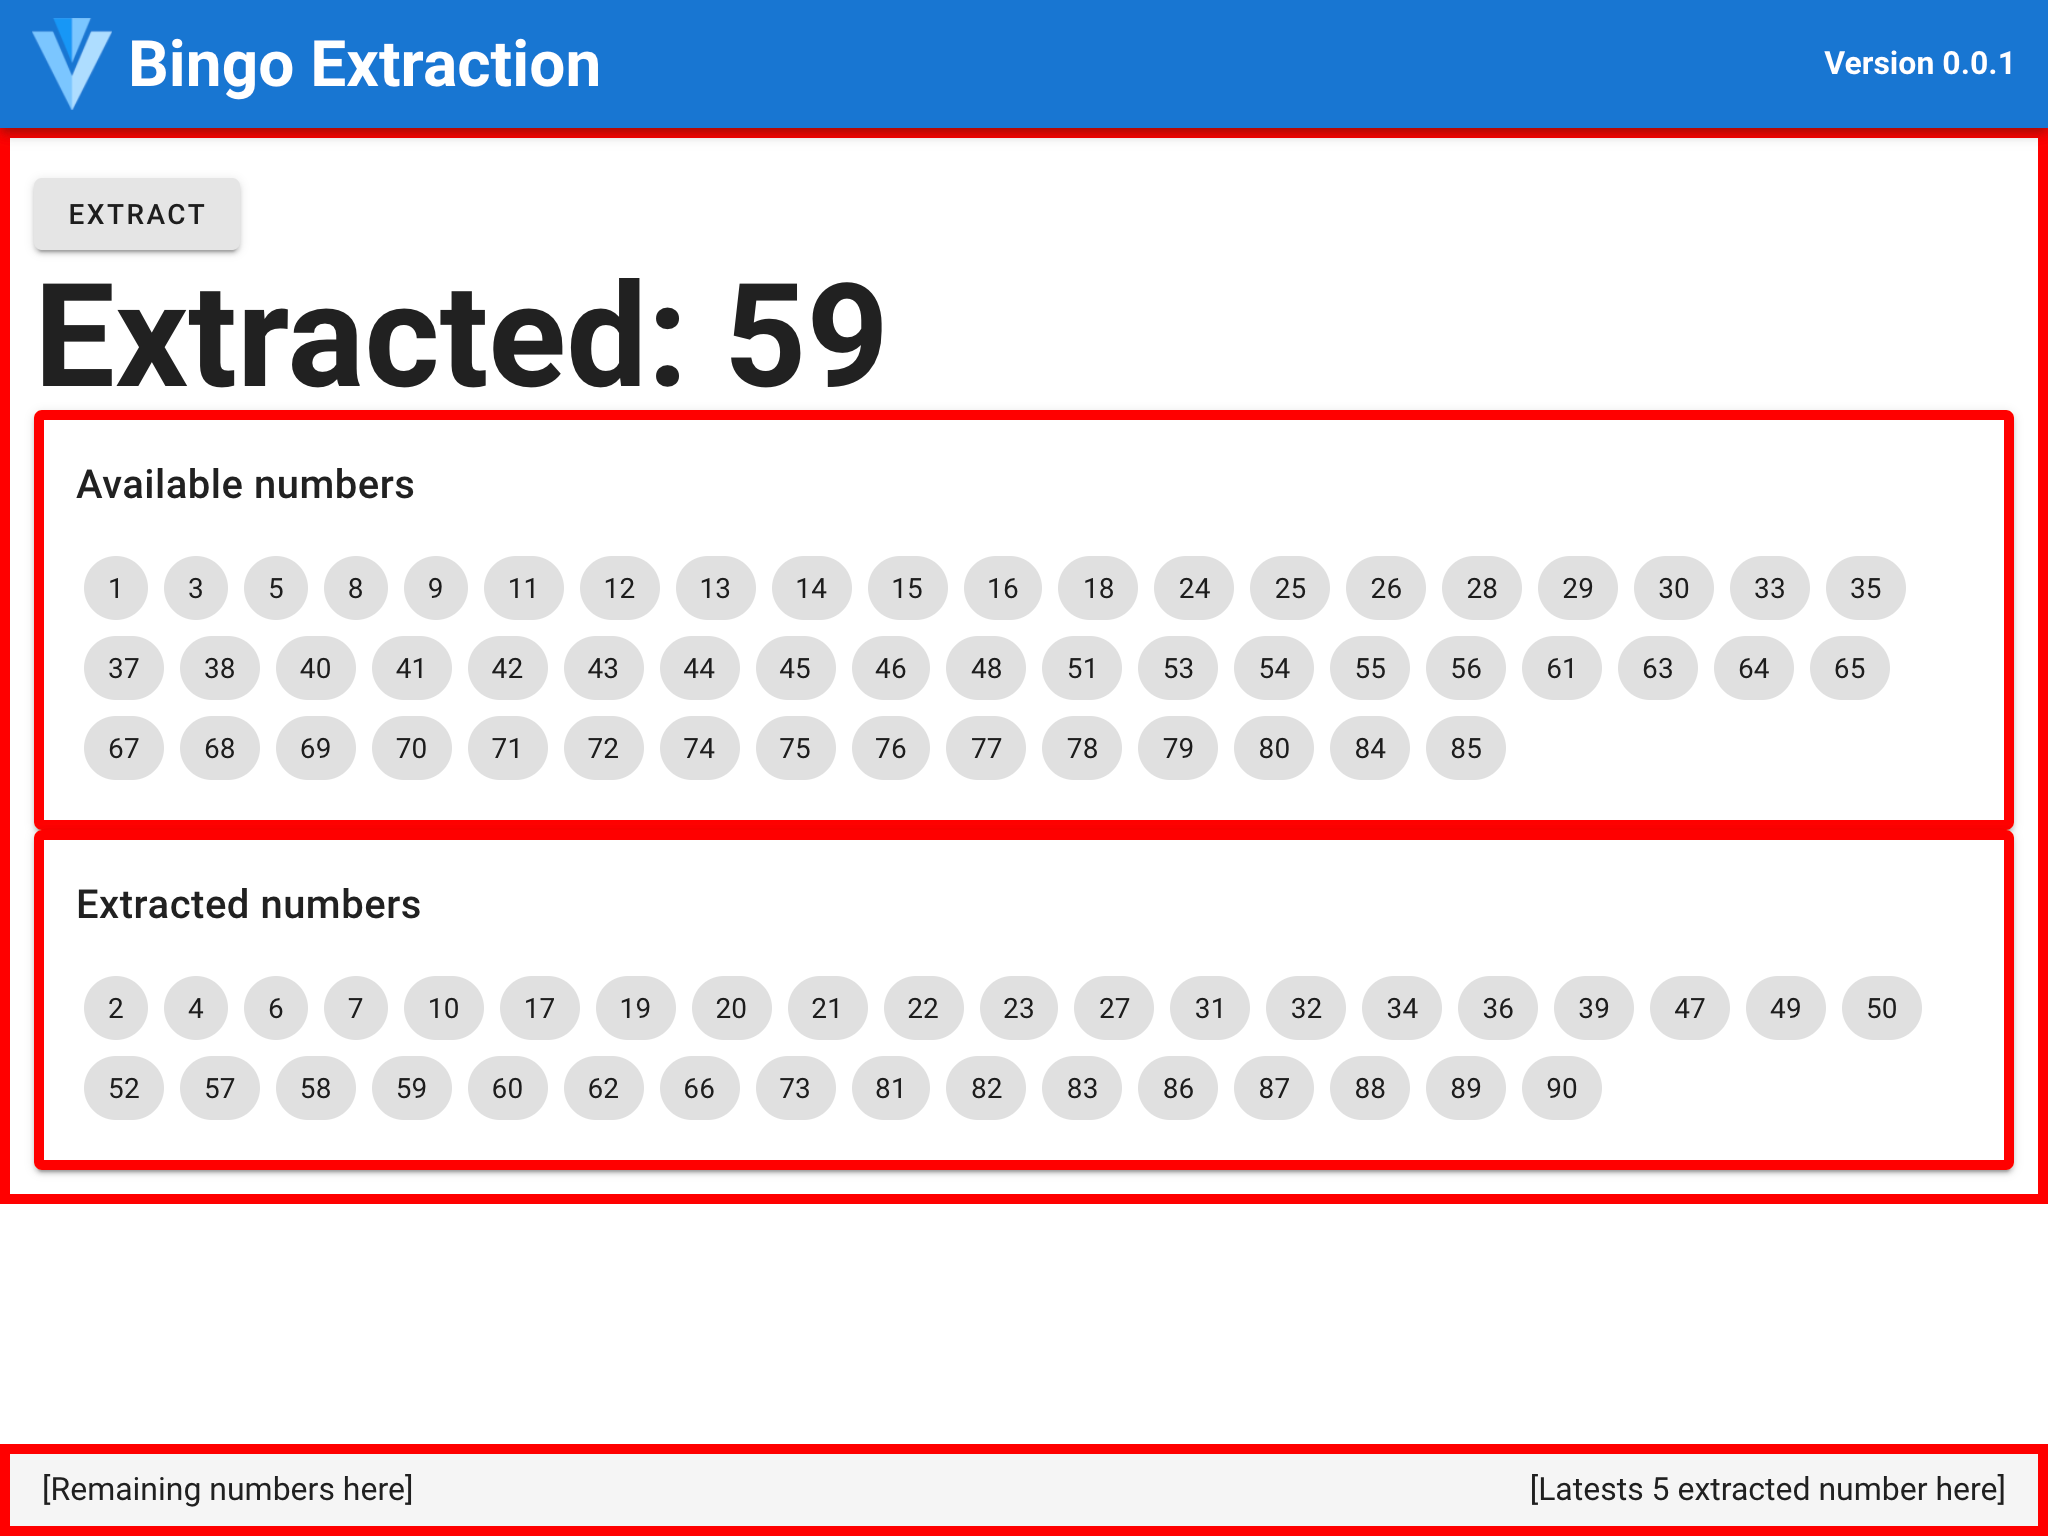 Bingo Extraction
Version 0.0.1
EXTRACT
Extracted: 59
Available numbers
1 3 5 8 9 11 12 13 14 15 16 18 24 25 26 28 29 30 33 35
37 38 40 41 42 43 44 45 46 48 51 53 54 55 56 61 63 64 65
67 68 69 70 71 72 74 75 76 77 78 79 80 84 85
Extracted numbers
2 4 6 7 10 17 19 20 21 22 23 27 31 32 34 36 39 47 49 50
52 57 58 59 60 62 66 73 81 82 83 86 87 88 89 90
[Remaining numbers here]
[Latests 5 extracted number here]